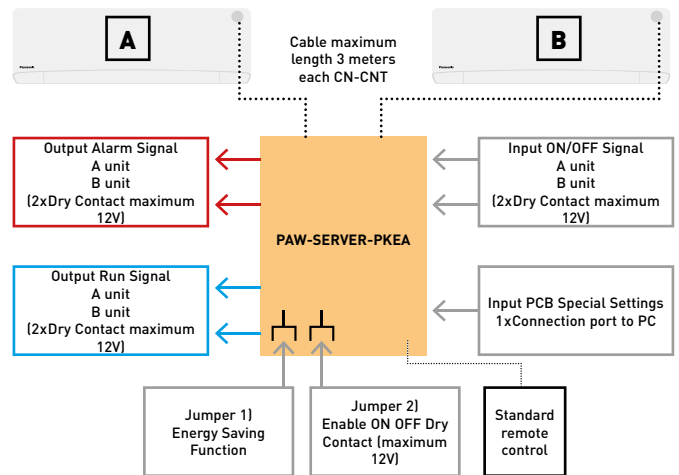 A
B
Panasonic
Panasonic
Cable maximum
length 3 meters
each CN-CNT
Output Alarm Signal
A unit
B unit
(2xDry Contact maximum
12V)
Input ON/OFF Signal
A unit
B unit
(2xDry Contact maximum
12V)
PAW-SERVER-PKEA
Output Run Signal
A unit
B unit
(2xDry Contact maximum
12V)
Input PCB Special Settings
1xConnection port to PC
Jumper 1)
Energy Saving
Function
Jumper 2)
Enable ON OFF Dry
Contact (maximum
12V)
Standard
remote
control